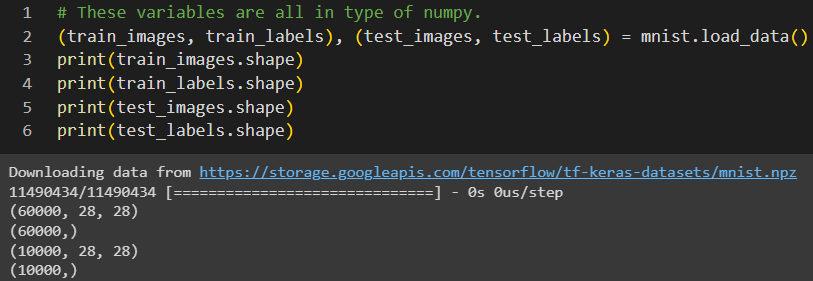 1 # These variables are all in type of numpy.
2 (train_images, train_labels), (test_images, test_labels) = mnist.load_data()
3 print(train_images.shape)
4 print(train_labels.shape)
5 print(test_images.shape)
6 print(test_labels.shape)
Downloading data from https://storage.googleapis.com/tensorflow/tf-keras-datasets/mnist.npz
11490434/11490434 [==============================] - 0s 0us/step
(60000, 28, 28)
(60000,)
(10000, 28, 28)
(10000,)